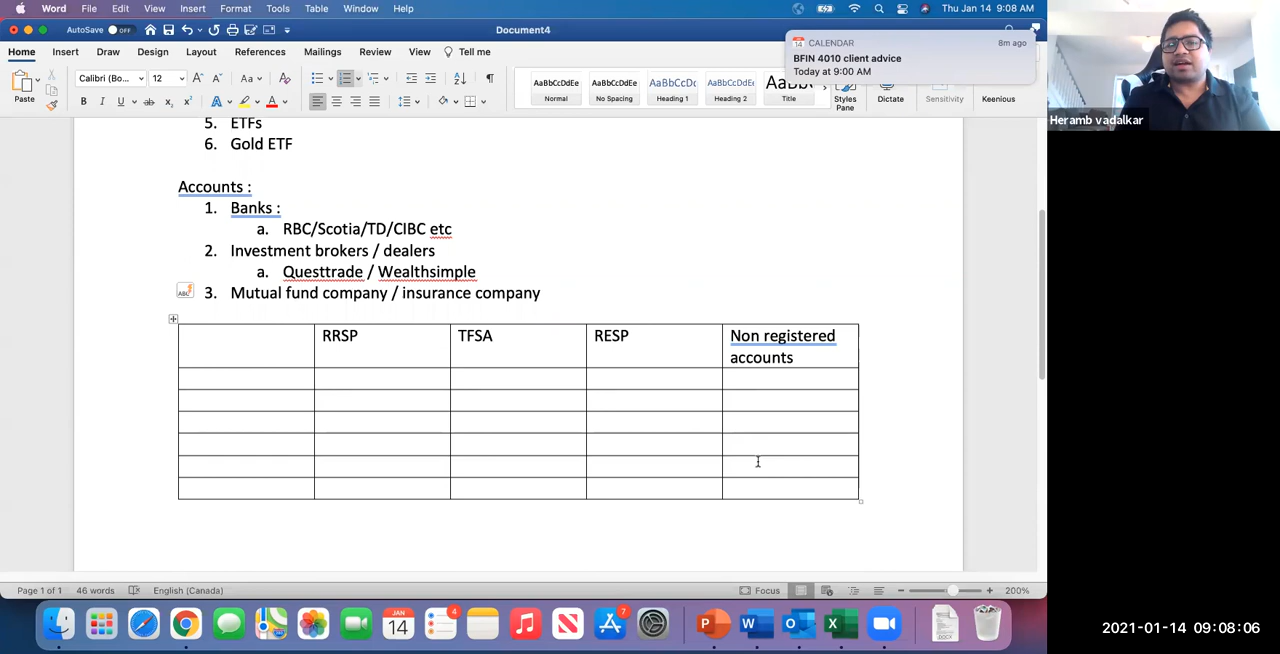 Word File Edit View Insert Format Tools Table Window Help Thu Jan 14 9:08 AM
AutoSave OFF Document4
Home Insert Draw Design Layout References Mailings Review View Tell me
CALENDAR 8m ago
BFIN 4010 client advice
Today at 9:00 AM
Paste Calibri (Bo... 12
AaBbCcDdEe Normal
AaBbCcDdEe No Spacing
AaBbCcDc Heading 1
AaBbCcDdEe Heading 2
AaBbC Title
Styles Pane
Dictate
Sensitivity
Keenious
Heramb vadalkar
5. ETFs
6. Gold ETF
Accounts :
1. Banks :
a. RBC/Scotia/TD/CIBC etc
2. Investment brokers / dealers
a. Questtrade / Wealthsimple
3. Mutual fund company / insurance company
RRSP TFSA RESP Non registered
accounts
Page 1 of 1 46 words English (Canada) Focus 200%
JAN
14
4
7
2021-01-14 09:08:06